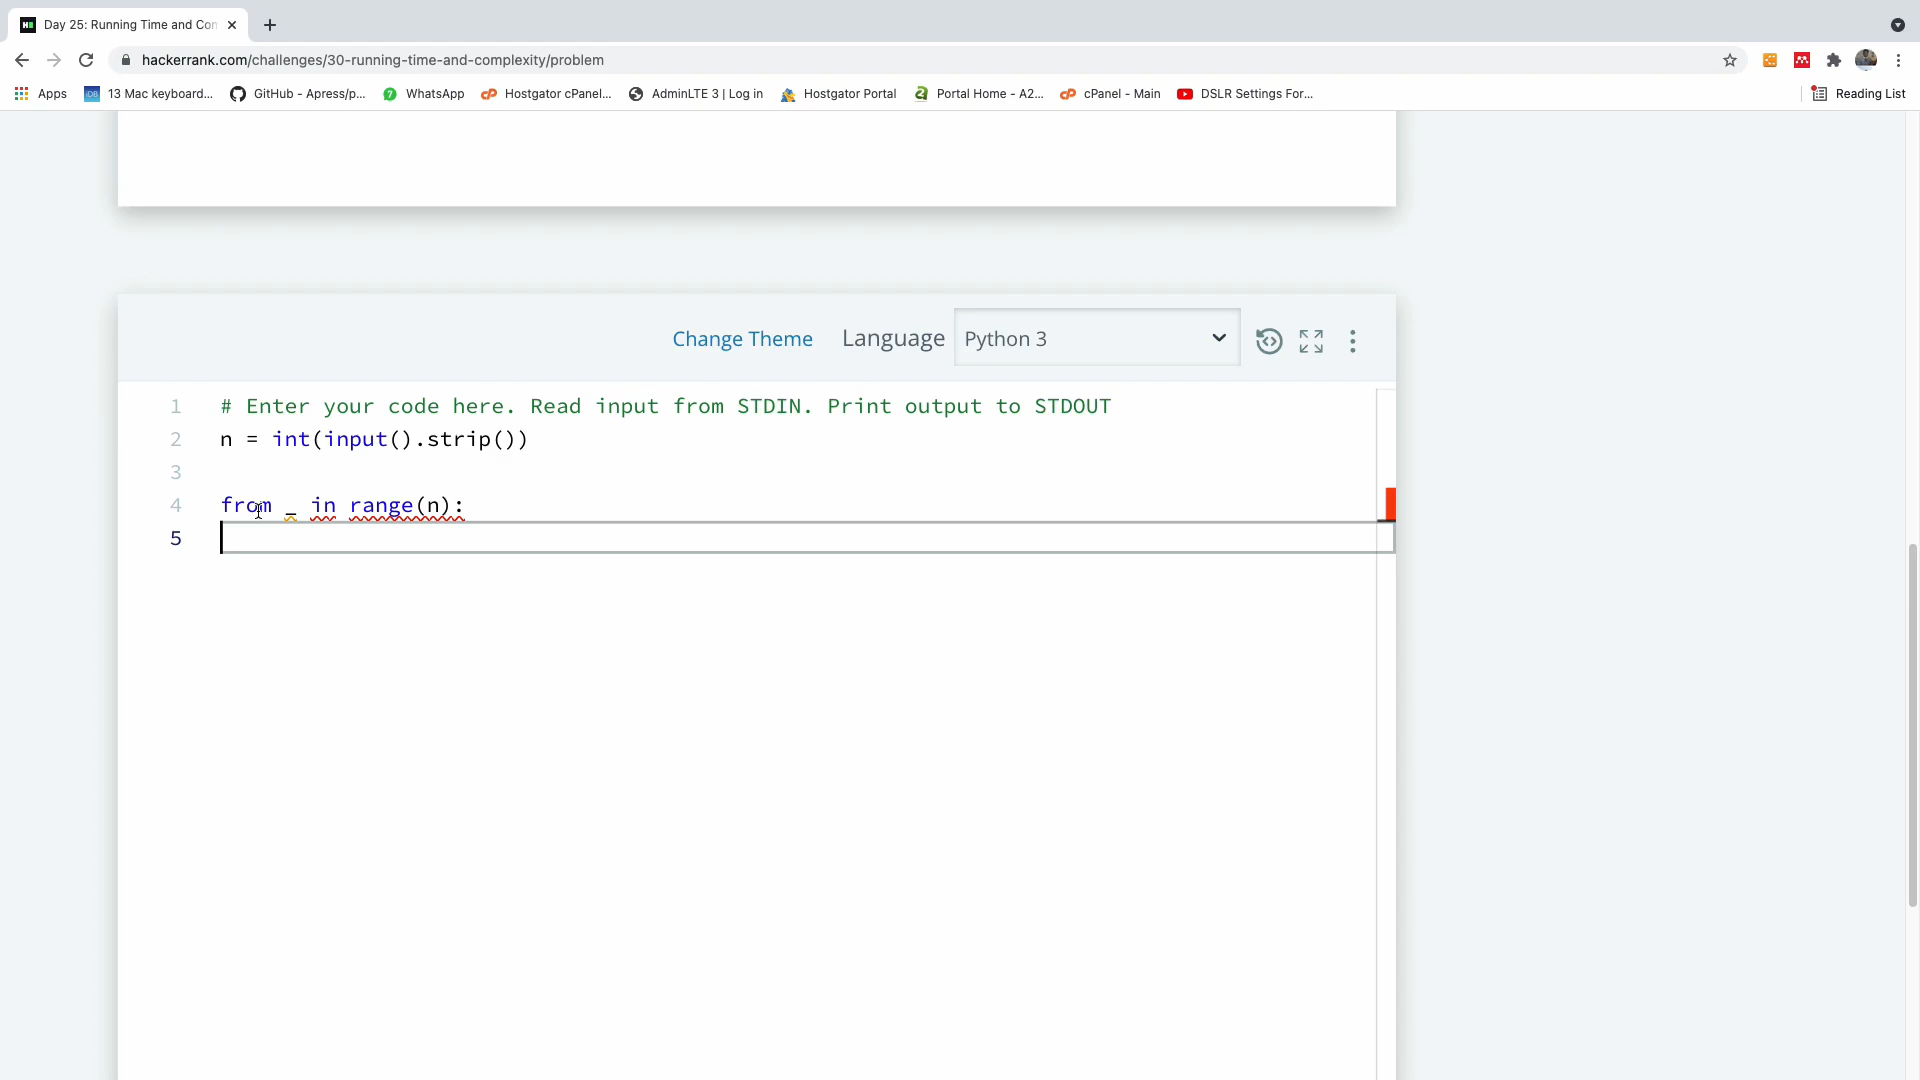 Day 25: Running Time and Con
hackerrank.com/challenges/30-running-time-and-complexity/problem
Apps 13 Mac keyboard... GitHub - Apress/p... WhatsApp Hostgator cPanel... AdminLTE 3 | Log in Hostgator Portal Portal Home - A2... cPanel - Main DSLR Settings For... Reading List
Change Theme Language Python 3
1 # Enter your code here. Read input from STDIN. Print output to STDOUT
2 n = int(input().strip())
3
4 from _ in range(n):
5